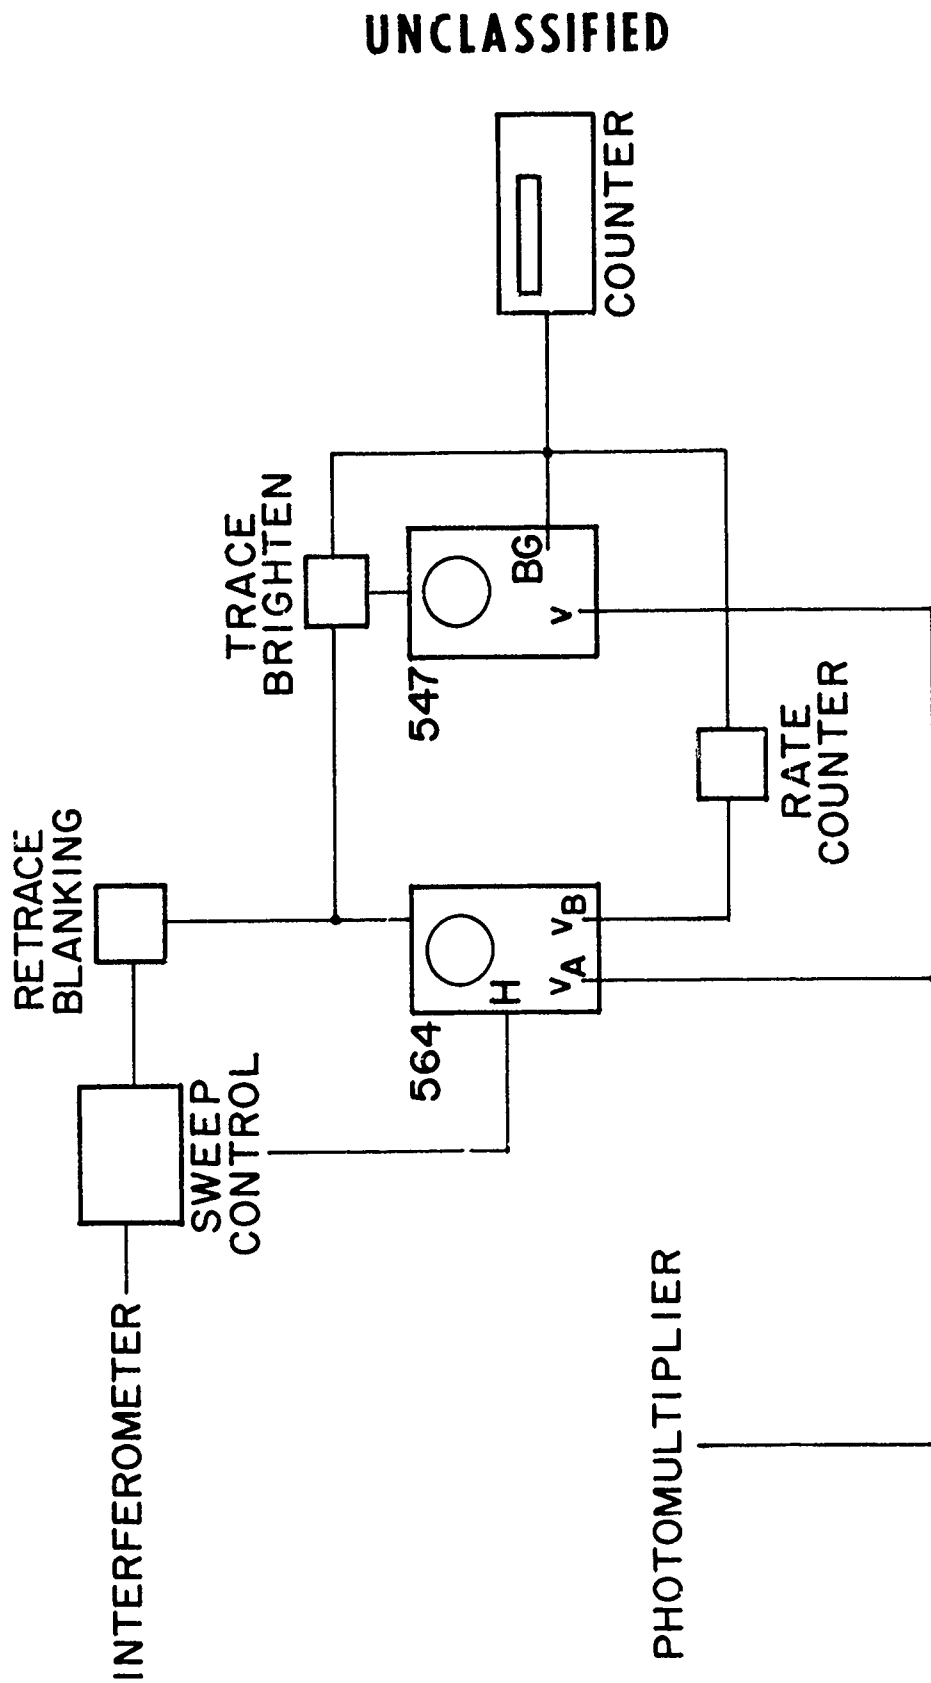 UNCLASSIFIED
INTERFEROMETER
SWEEP
CONTROL
RETRACE
BLANKING
TRACE
BRIGHTEN
564
H
VA
VB
547
V
BG
COUNTER
RATE
COUNTER
PHOTOMULTIPLIER